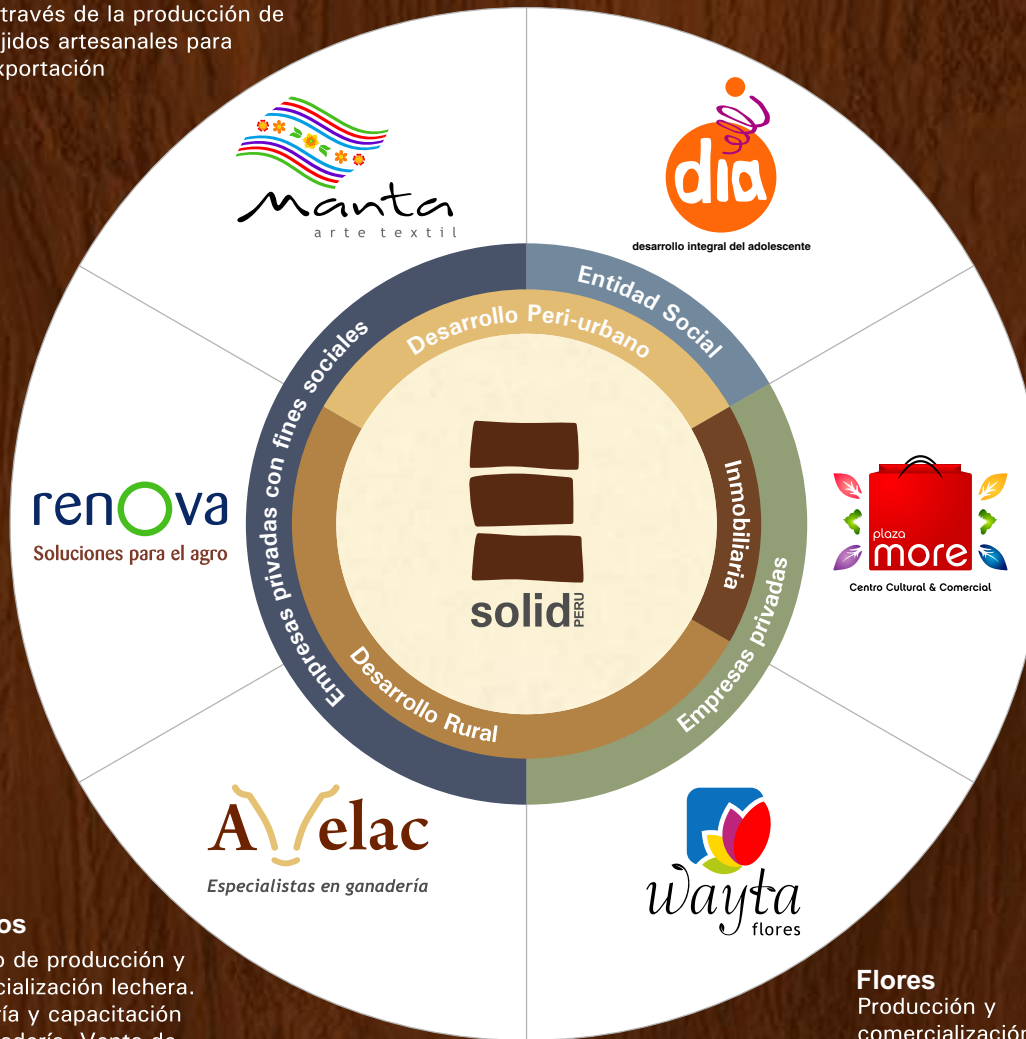 través de la producción de
jidos artesanales para
xportación
Manta
arte textil
dia
desarrollo integral del adolescente
Entidad Social
Desarrollo Peri-urbano
Empresas privadas con fines sociales
renova
Soluciones para el agro
Inmobiliaria
plaza
more
Centro Cultural & Comercial
solid PERU
Empresas privadas
Desarrollo Rural
Avelac
Especialistas en ganadería
wayta
flores
os
o de producción y
cialización lechera.
ría y capacitación
Flores
Producción y
comercialización